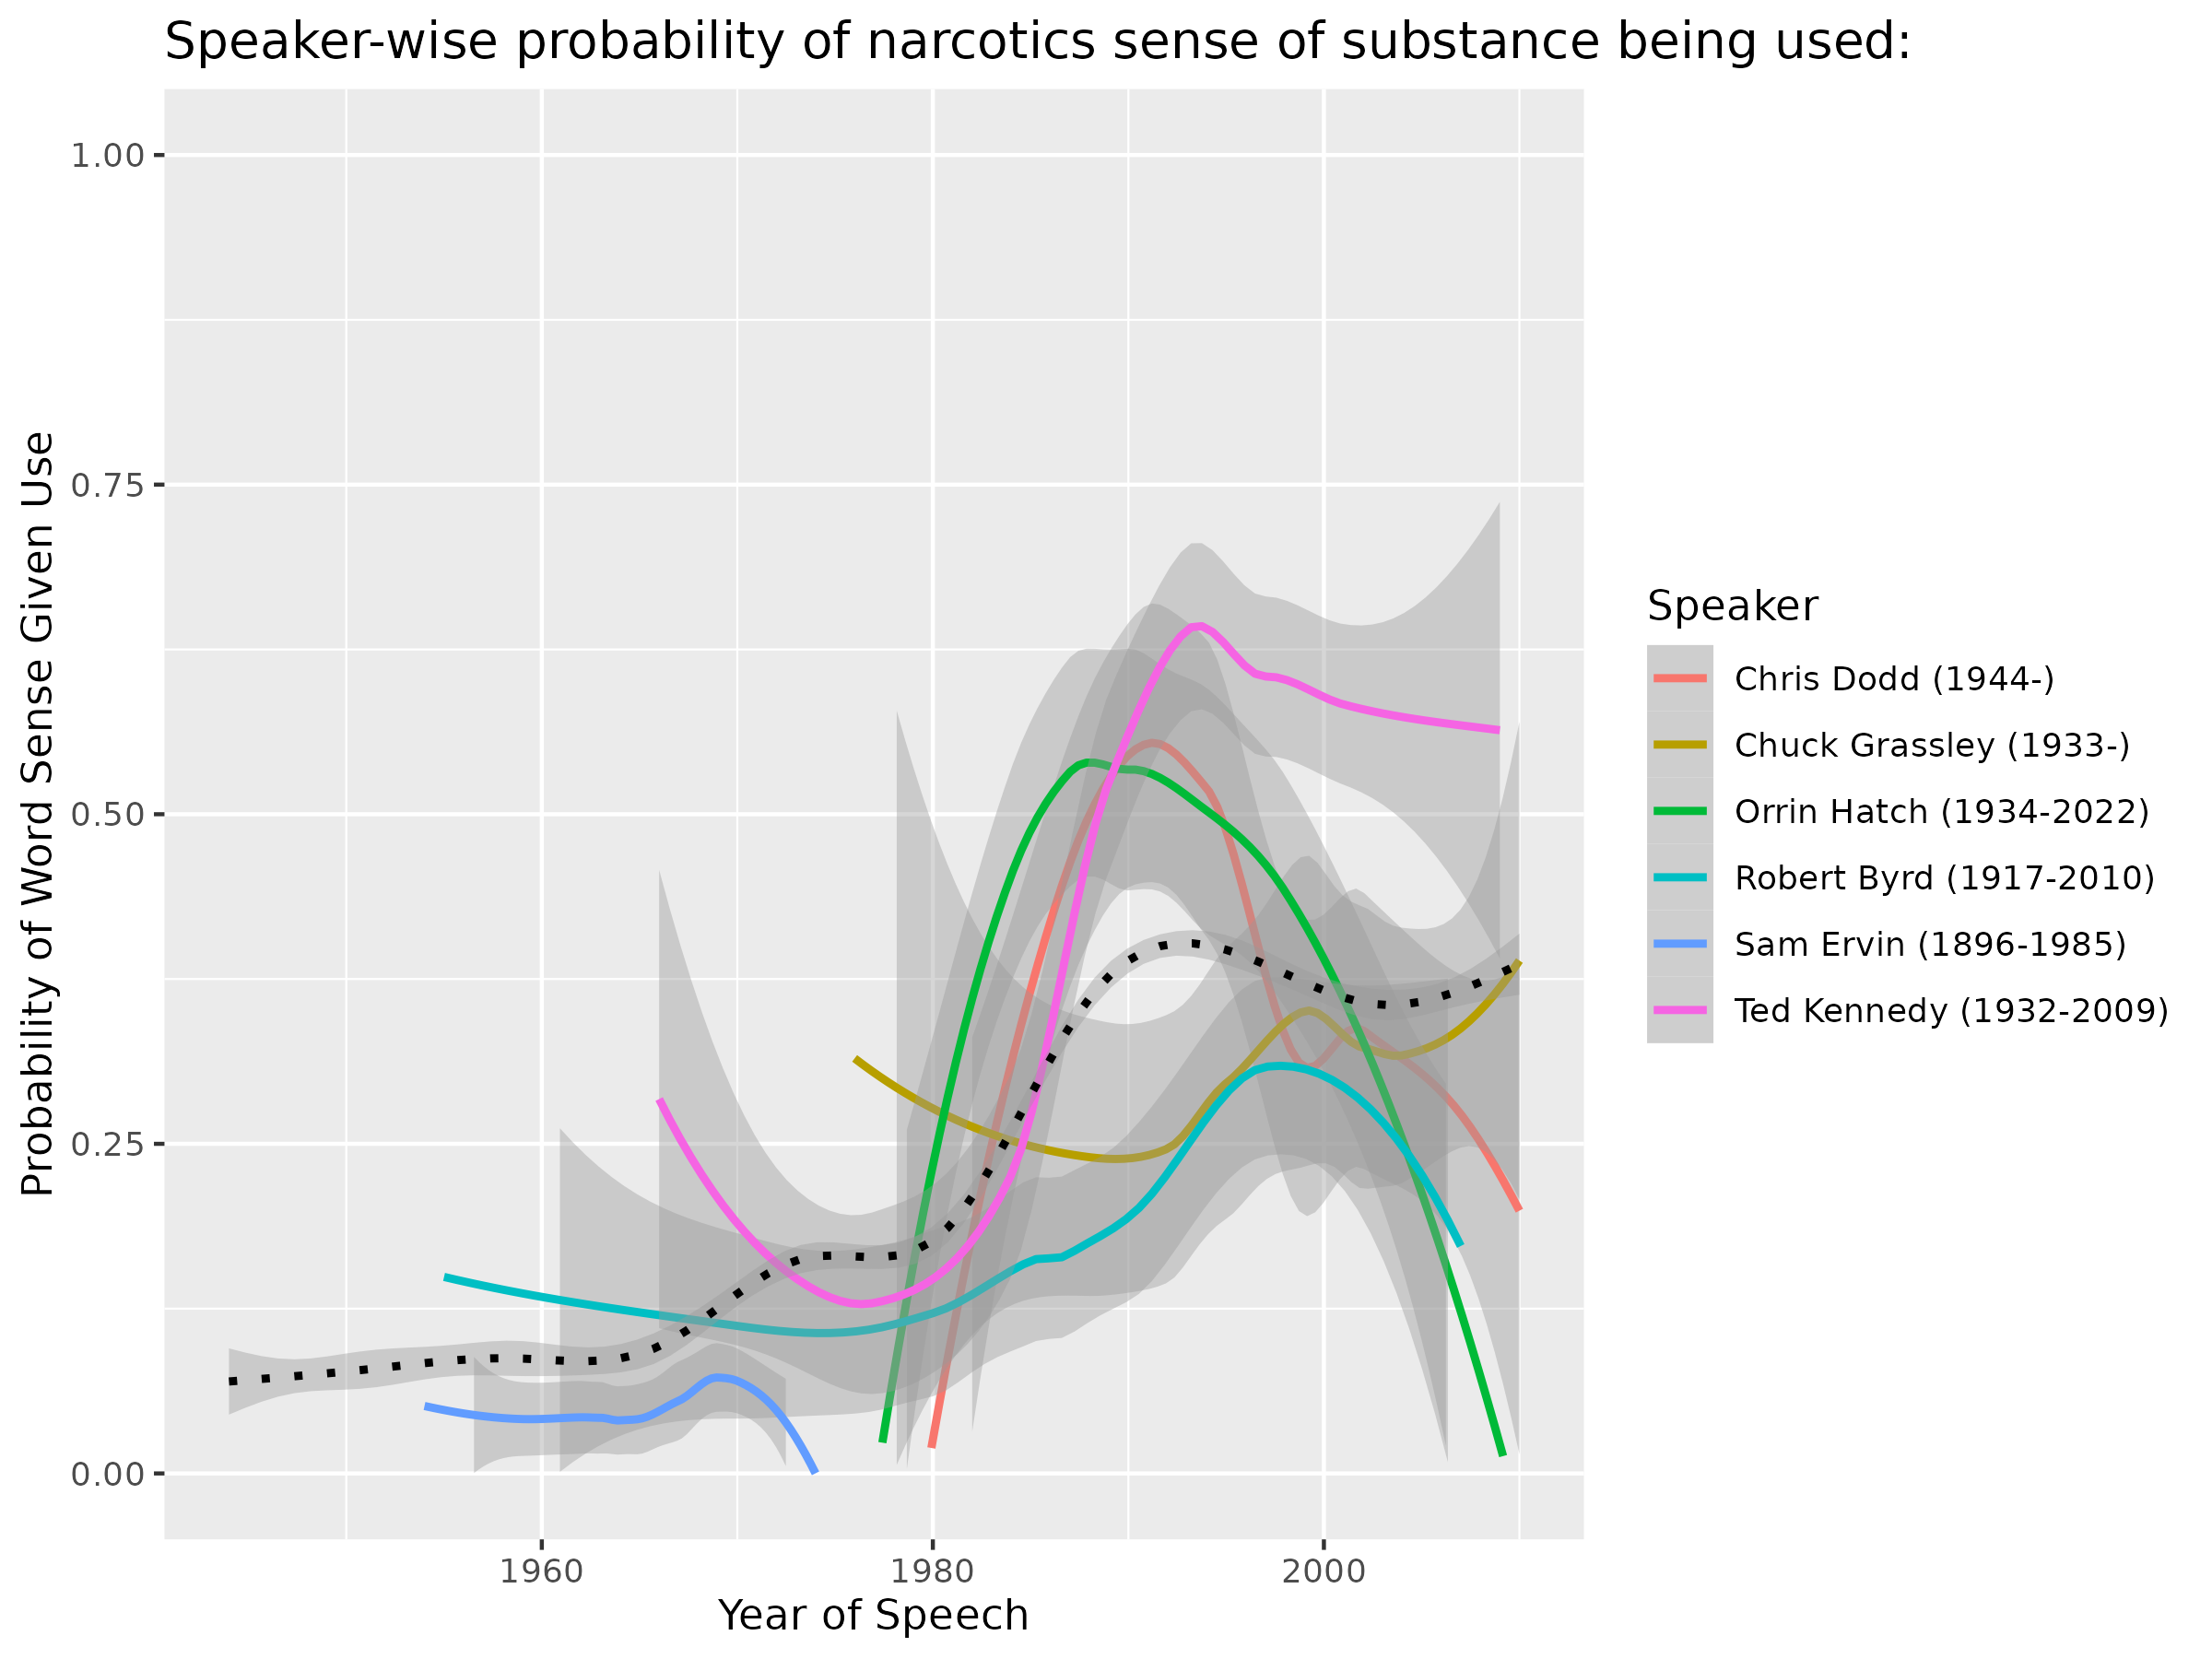 Speaker-wise probability of narcotics sense of substance being used:
Probability of Word Sense Given Use
1.00
0.75
0.50
0.25
0.00
1960
1980
2000
Year of Speech
Speaker
Chris Dodd (1944-)
Chuck Grassley (1933-)
Orrin Hatch (1934-2022)
Robert Byrd (1917-2010)
Sam Ervin (1896-1985)
Ted Kennedy (1932-2009)